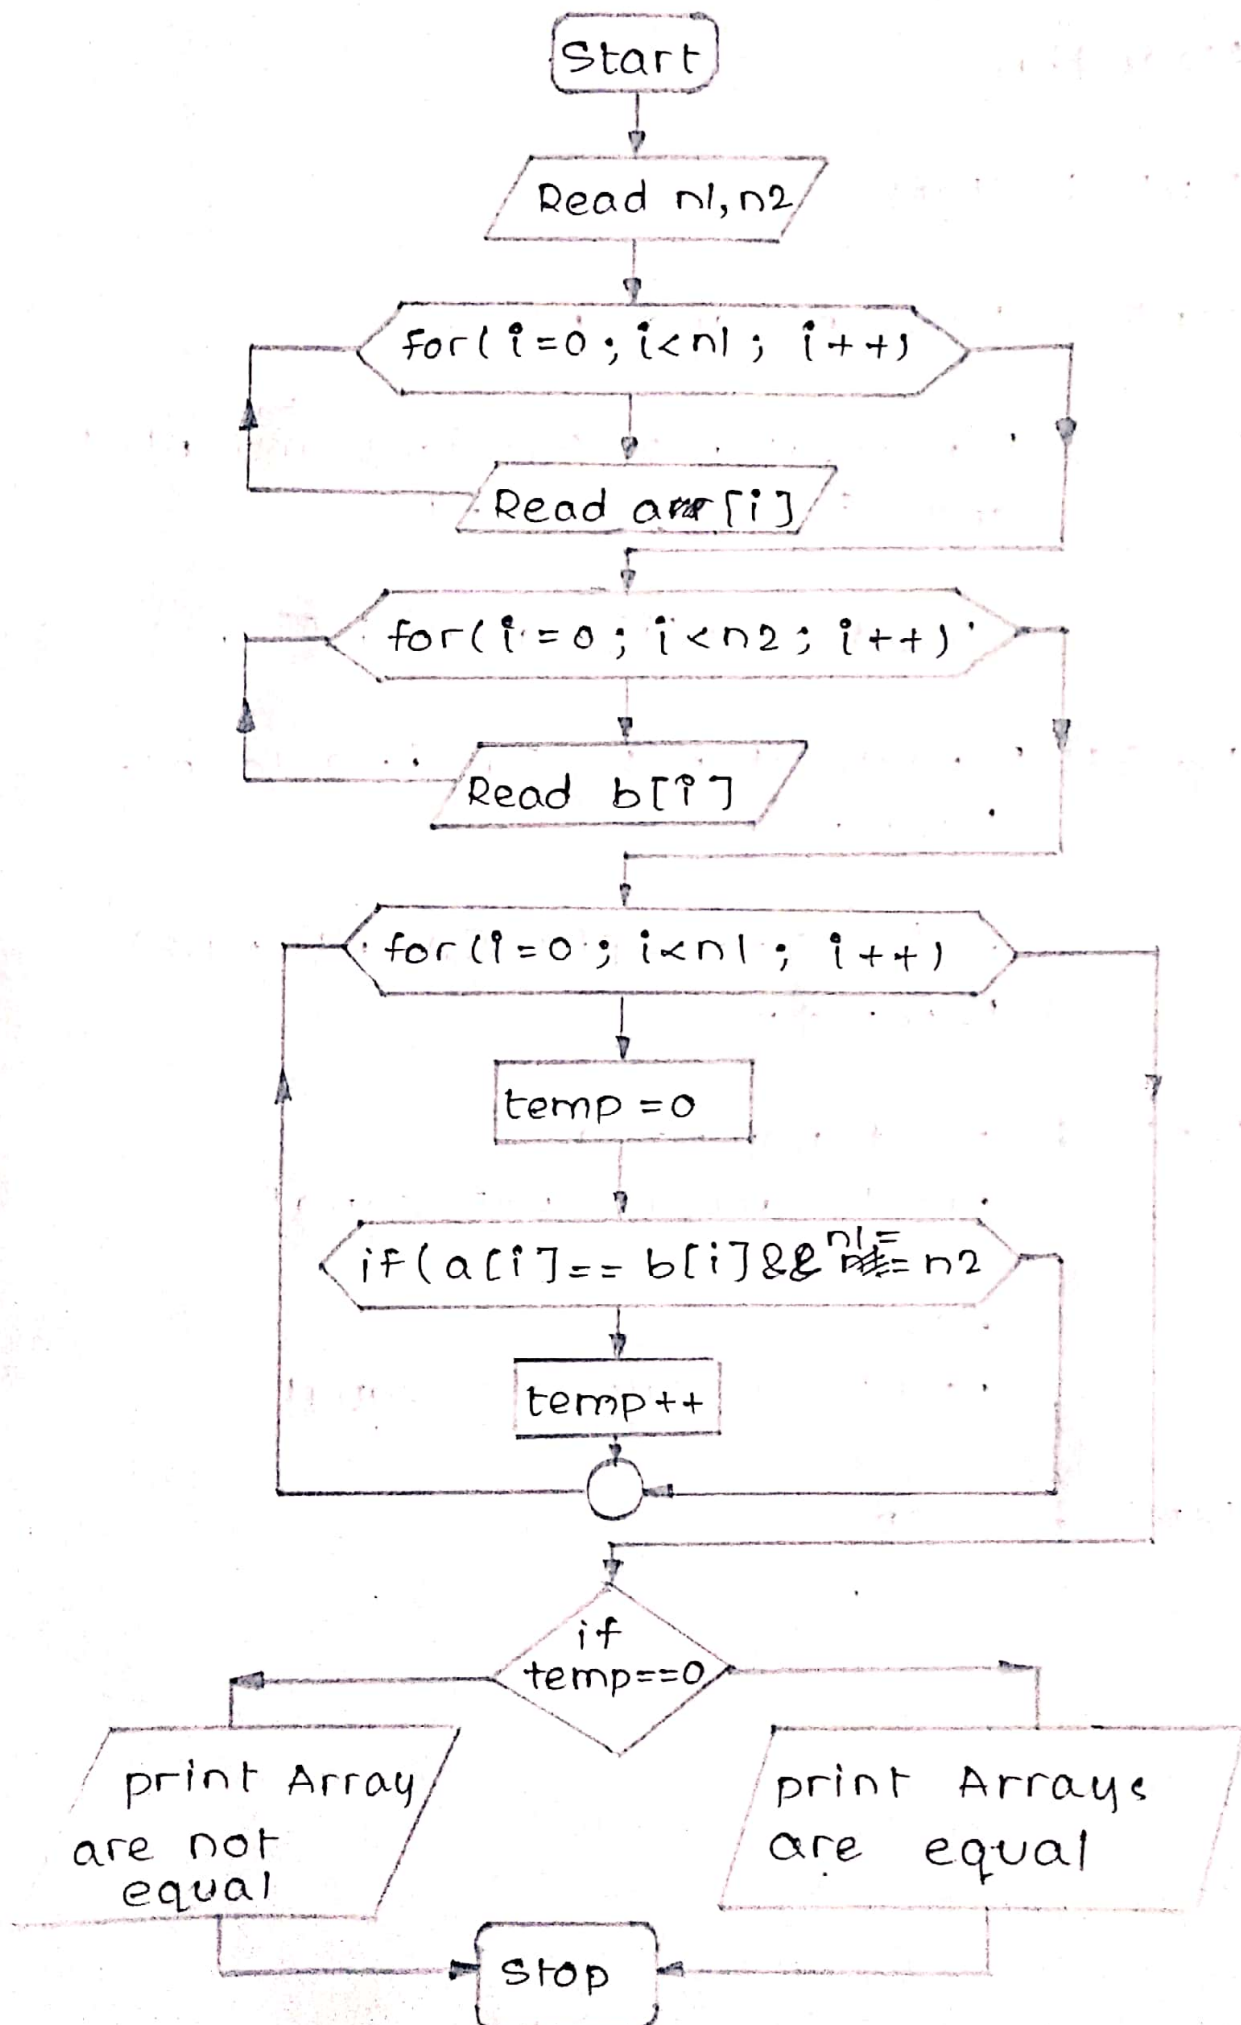 Start
Read n1, n2
for(i=0; i<n1; i++)
Read a[i]
for(i=0; i<n2; i++)
Read b[i]
for(i=0; i<n1; i++)
temp=0
if(a[i]== b[i]&& n1== n2
temp++
if
temp==0
print Array
are not
equal
print Arrays
are equal
Stop